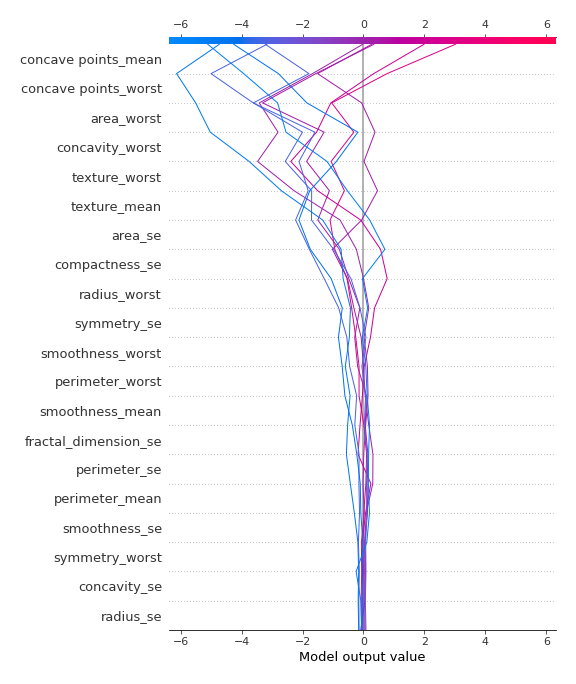 −6 −4 −2 0 2 4 6
concave points_mean
concave points_worst
area_worst
concavity_worst
texture_worst
texture_mean
area_se
compactness_se
radius_worst
symmetry_se
smoothness_worst
perimeter_worst
smoothness_mean
fractal_dimension_se
perimeter_se
perimeter_mean
smoothness_se
symmetry_worst
concavity_se
radius_se
−6 −4 −2 0 2 4 6
Model output value